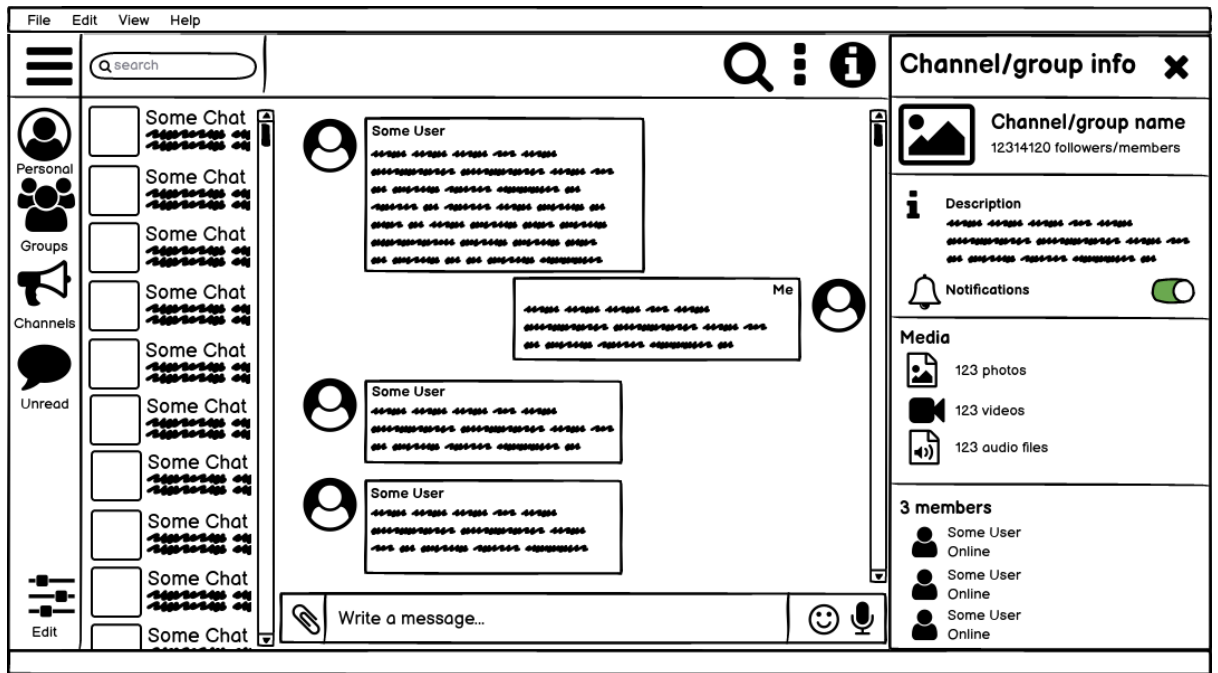 File Edit View Help
search
Personal
Groups
Channels
Unread
Edit
Some Chat
Some Chat
Some Chat
Some Chat
Some Chat
Some Chat
Some Chat
Some Chat
Some Chat
Some Chat
Some User
Me
Some User
Some User
Write a message...
Channel/group info
Channel/group name
12314120 followers/members
Description
Notifications
Media
123 photos
123 videos
123 audio files
3 members
Some User
Online
Some User
Online
Some User
Online